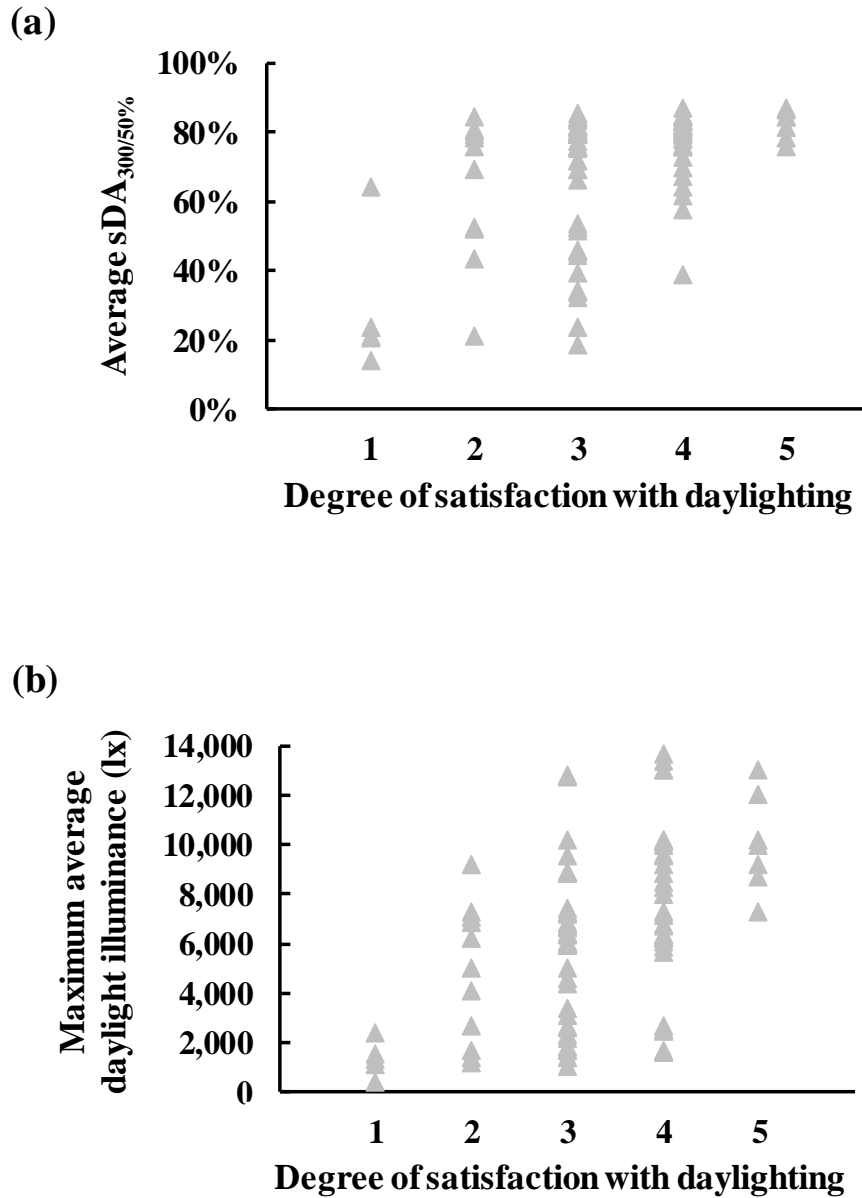 (a)
100%
80%
60%
40%
20%
0%
Average sDA300/50%
1 2 3 4 5
Degree of satisfaction with daylighting
(b)
14,000
12,000
10,000
8,000
6,000
4,000
2,000
0
Maximum average
daylight illuminance (lx)
1 2 3 4 5
Degree of satisfaction with daylighting